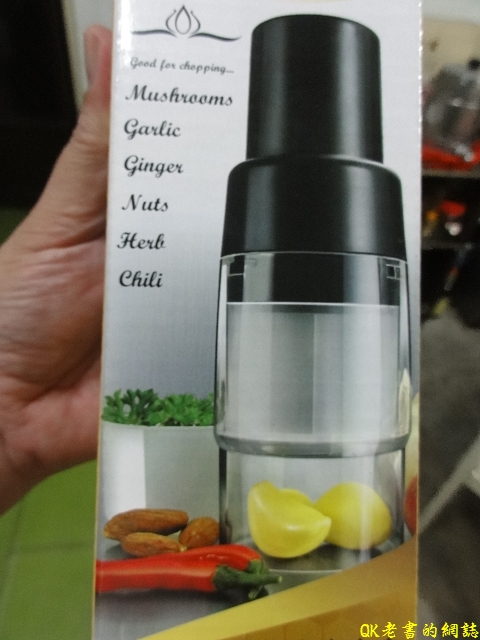 Good for chopping...
Mushrooms
Garlic
Ginger
Nuts
Herb
Chili
QK老書的網誌